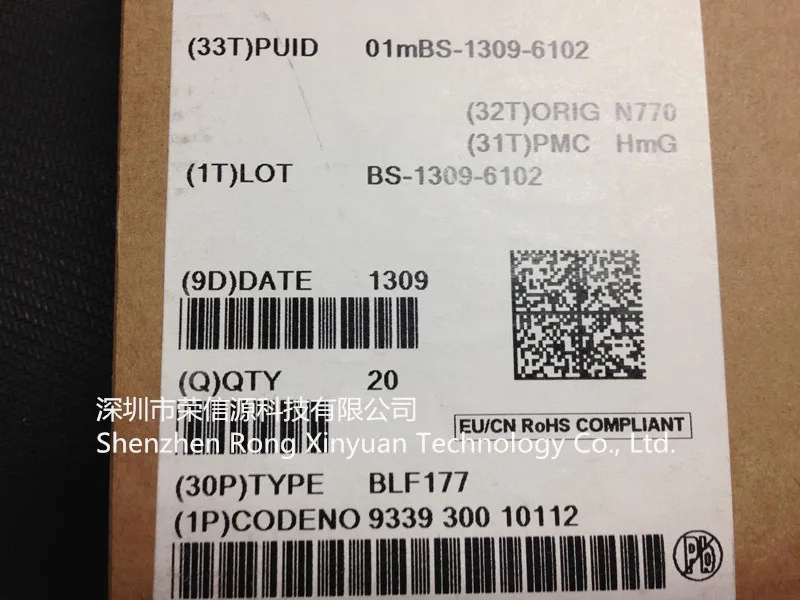 (33T)PUID 01mBS-1309-6102
(32T)ORIG N770
(31T)PMC HmG
(1T)LOT BS-1309-6102
(9D)DATE 1309
(Q)QTY 20
深圳市荣信源科技有限公司
EU/CN RoHS COMPLIANT
Shenzhen Rong Xinyuan Technology Co., Ltd.
(30P)TYPE BLF177
(1P)CODENO 9339 300 10112
Pb